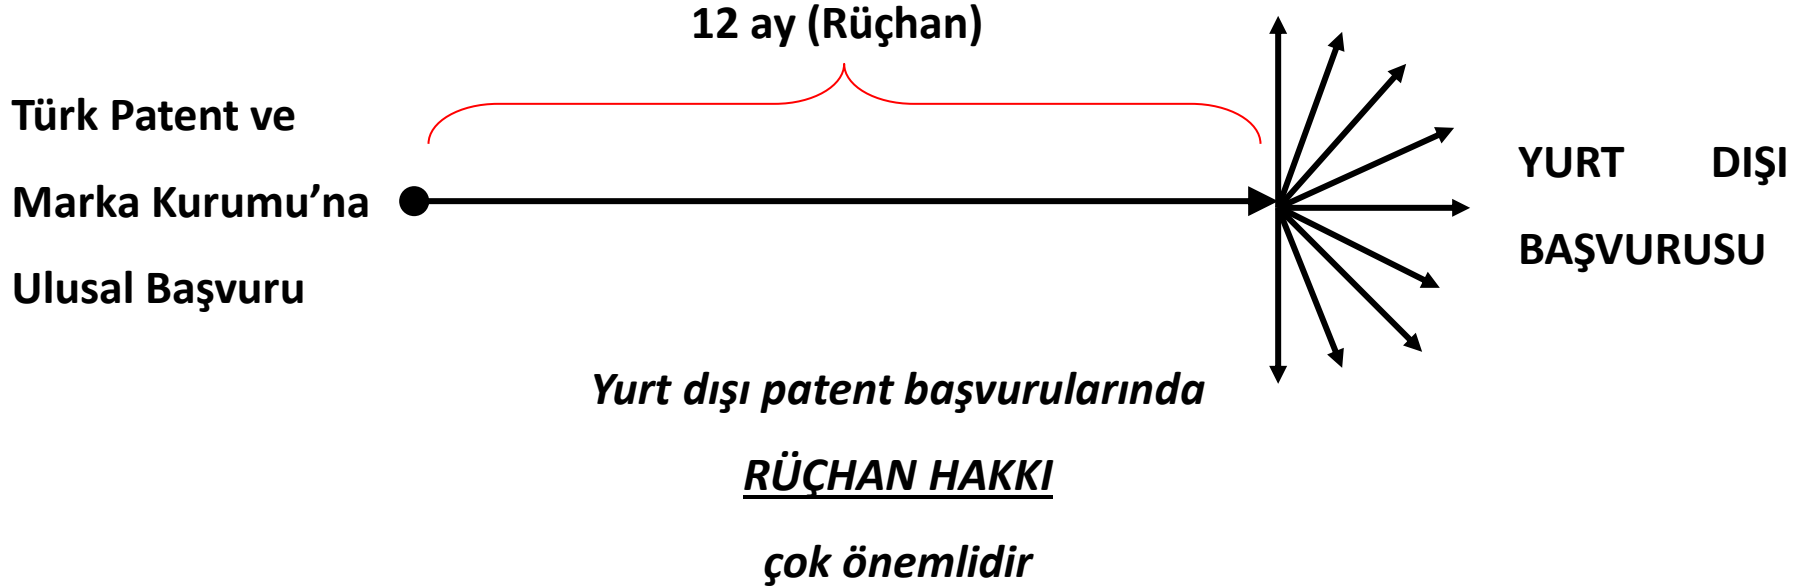 12 ay (Rüçhan)
Türk Patent ve
Marka Kurumu’na
Ulusal Başvuru
YURT DIŞI
BAŞVURUSU
Yurt dışı patent başvurularında
RÜÇHAN HAKKI
çok önemlidir